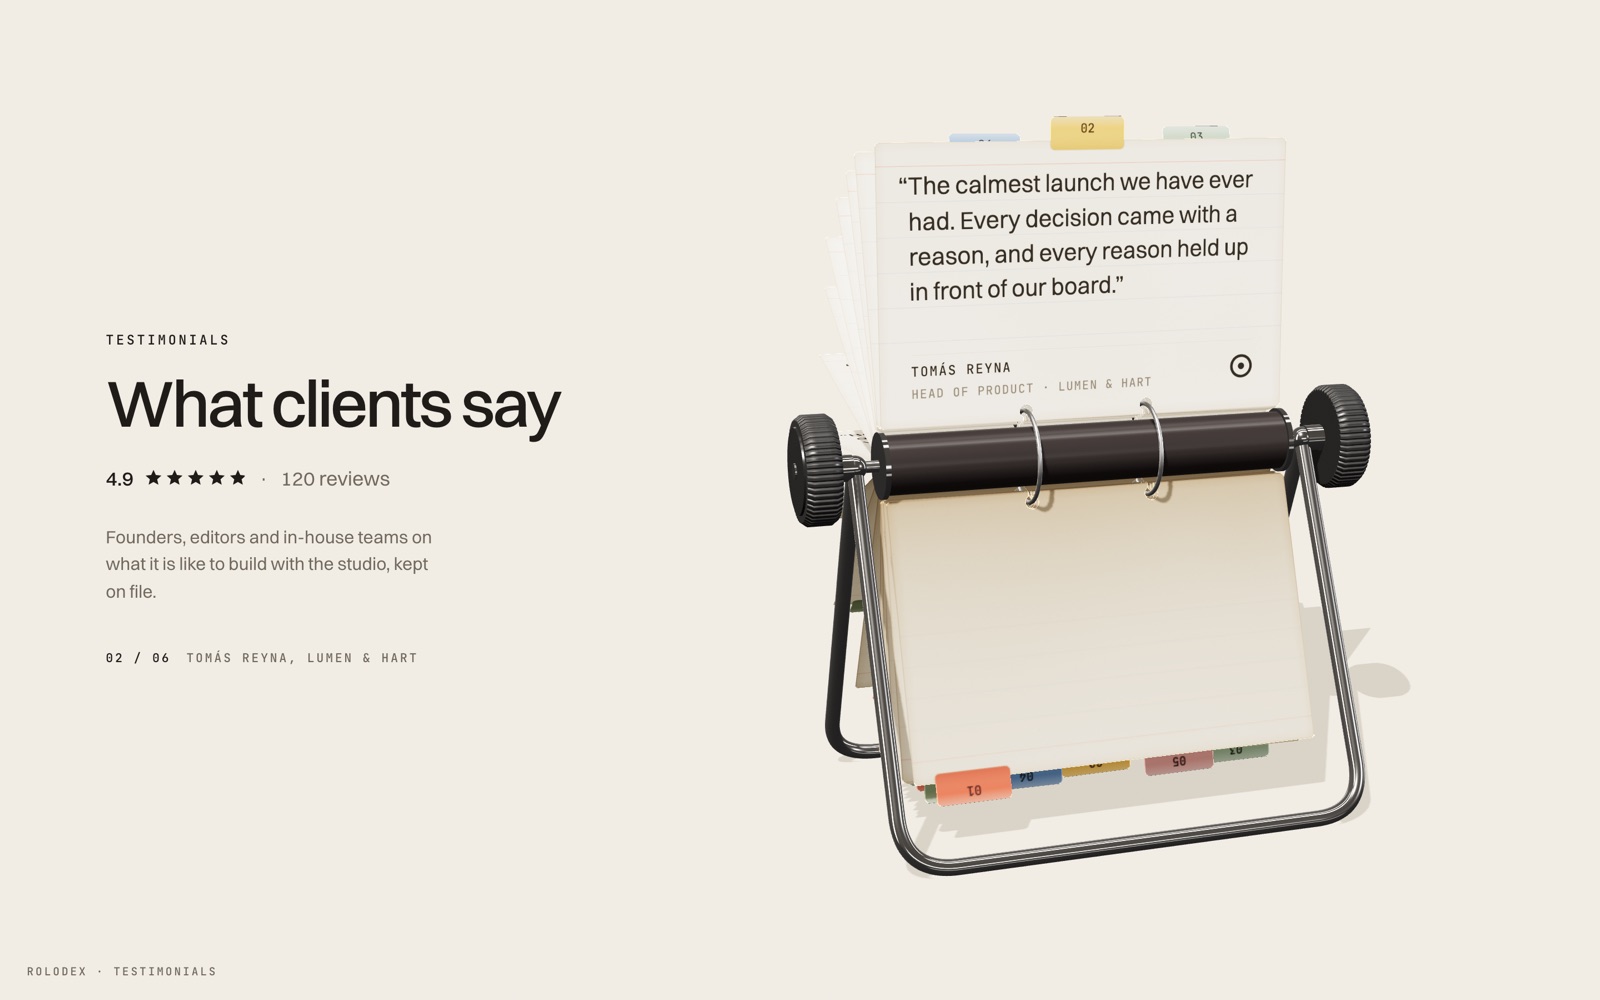 02
03
“The calmest launch we have ever
had. Every decision came with a
reason, and every reason held up
in front of our board.”
TOMÁS REYNA
HEAD OF PRODUCT · LUMEN & HART
TESTIMONIALS
What clients say
4.9 ★★★★★ · 120 reviews
Founders, editors and in-house teams on
what it is like to build with the studio, kept
on file.
02 / 06 TOMÁS REYNA, LUMEN & HART
01
04
05
03
ROLODEX · TESTIMONIALS